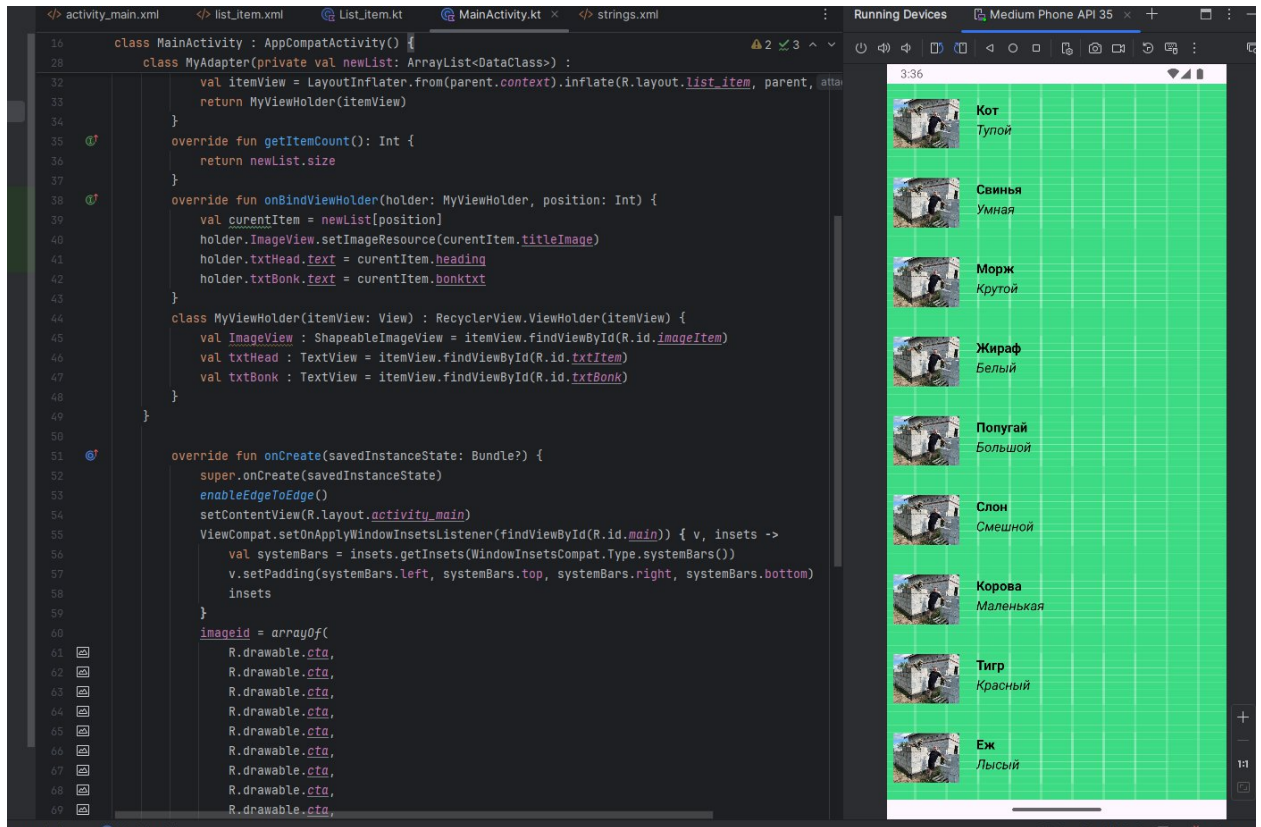 activity_main.xml list_item.xml List_item.kt MainActivity.kt strings.xml
16 class MainActivity : AppCompatActivity() {
2 3
28 class MyAdapter(private val newList: ArrayList<DataClass>) :
32 val itemView = LayoutInflater.from(parent.context).inflate(R.layout.list_item, parent, atta
33 return MyViewHolder(itemView)
34 }
35 override fun getItemCount(): Int {
36 return newList.size
37 }
38 override fun onBindViewHolder(holder: MyViewHolder, position: Int) {
39 val curentItem = newList[position]
40 holder.ImageView.setImageResource(curentItem.titleImage)
41 holder.txtHead.text = curentItem.heading
42 holder.txtBonk.text = curentItem.bonktxt
43 }
44 class MyViewHolder(itemView: View) : RecyclerView.ViewHolder(itemView) {
45 val ImageView : ShapeableImageView = itemView.findViewById(R.id.imageItem)
46 val txtHead : TextView = itemView.findViewById(R.id.txtItem)
47 val txtBonk : TextView = itemView.findViewById(R.id.txtBonk)
48 }
49 }
50
51 override fun onCreate(savedInstanceState: Bundle?) {
52 super.onCreate(savedInstanceState)
53 enableEdgeToEdge()
54 setContentView(R.layout.activity_main)
55 ViewCompat.setOnApplyWindowInsetsListener(findViewById(R.id.main)) { v, insets ->
56 val systemBars = insets.getInsets(WindowInsetsCompat.Type.systemBars())
57 v.setPadding(systemBars.left, systemBars.top, systemBars.right, systemBars.bottom)
58 insets
59 }
60 imageid = arrayOf(
61 R.drawable.cta,
62 R.drawable.cta,
63 R.drawable.cta,
64 R.drawable.cta,
65 R.drawable.cta,
66 R.drawable.cta,
67 R.drawable.cta,
68 R.drawable.cta,
69 R.drawable.cta,
Running Devices Medium Phone API 35
3:36
Кот
Тупой
Свинья
Умная
Морж
Крутой
Жираф
Белый
Попугай
Большой
Слон
Смешной
Корова
Маленькая
Тигр
Красный
Еж
Лысый
1:1